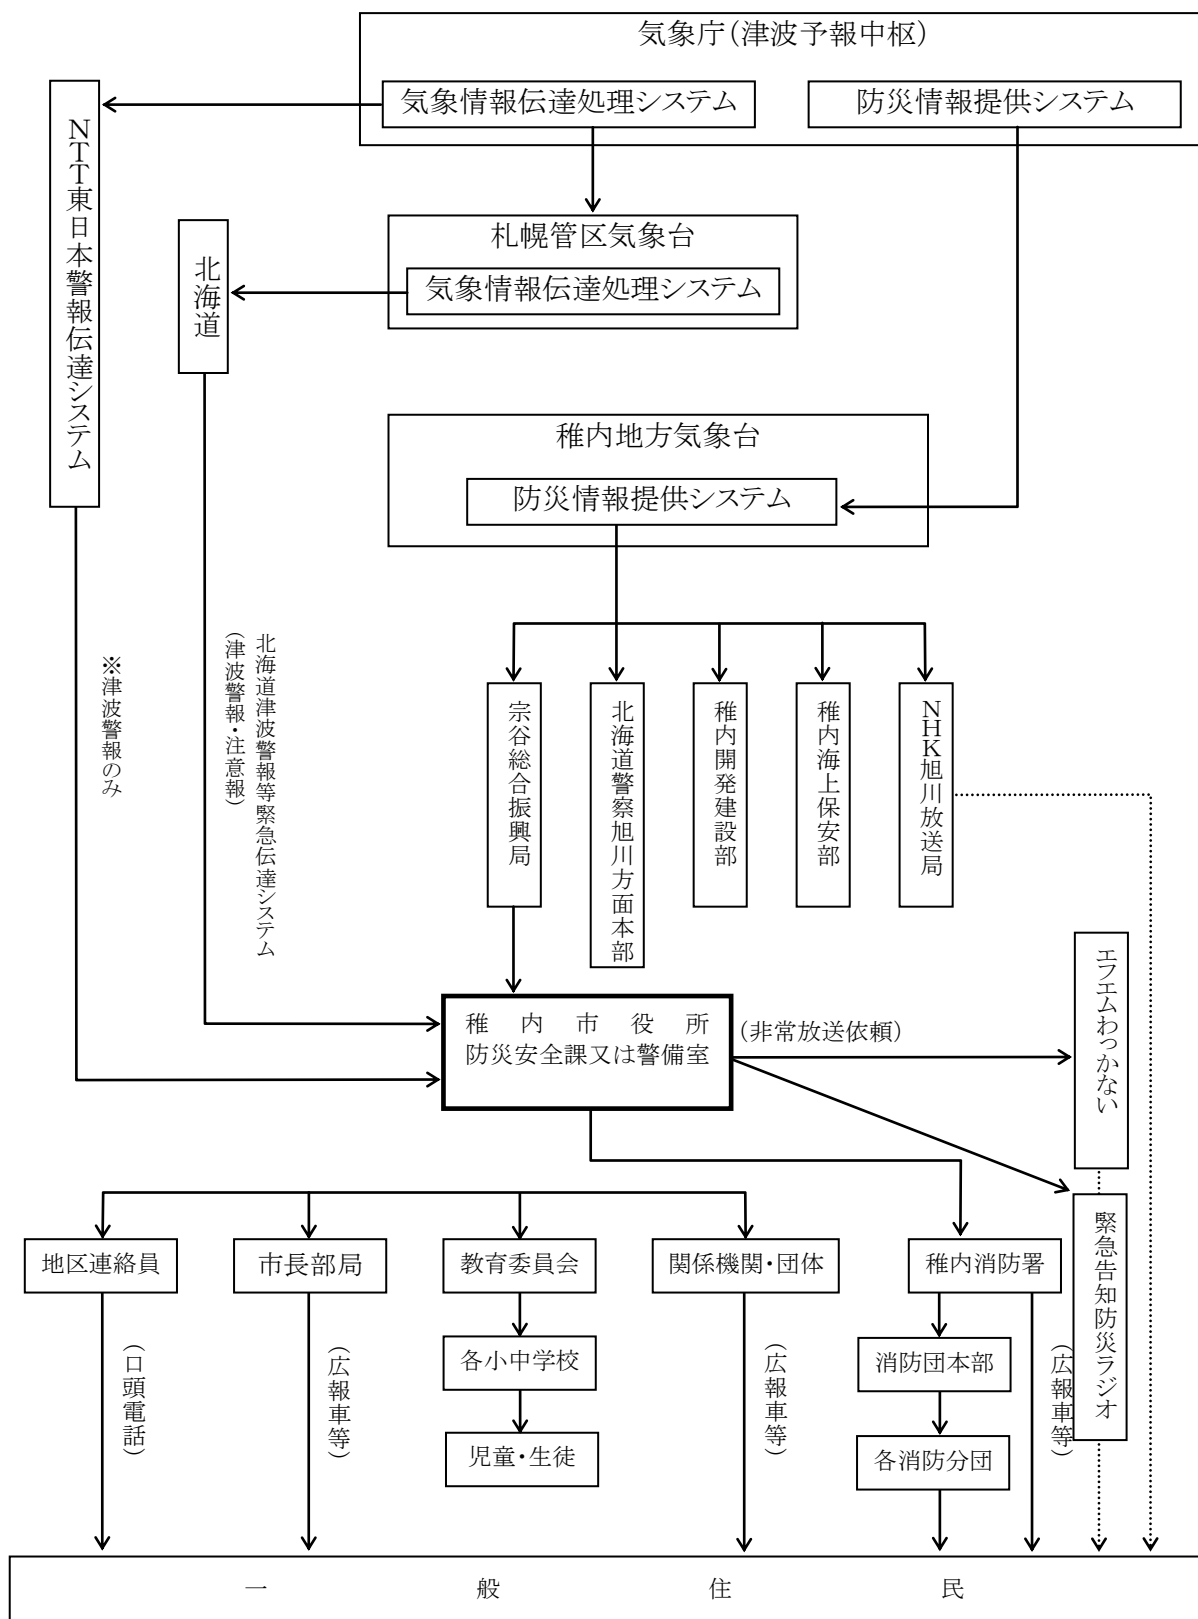 気象庁(津波予報中枢)
気象情報伝達処理システム
防災情報提供システム
NTT東日本警報伝達システム
札幌管区気象台
気象情報伝達処理システム
北海道
稚内地方気象台
防災情報提供システム
※津波警報のみ
北海道津波警報等緊急伝達システム
(津波警報・注意報)
宗谷総合振興局
北海道警察旭川方面本部
稚内開発建設部
稚内海上保安部
NHK旭川放送局
稚内市役所
防災安全課又は警備室
(非常放送依頼)
エフエムわっかない
緊急告知防災ラジオ
地区連絡員
市長部局
教育委員会
関係機関・団体
稚内消防署
各小中学校
消防団本部
児童・生徒
各消防分団
(口頭電話)
(広報車等)
(広報車等)
(広報車等)
一般住民